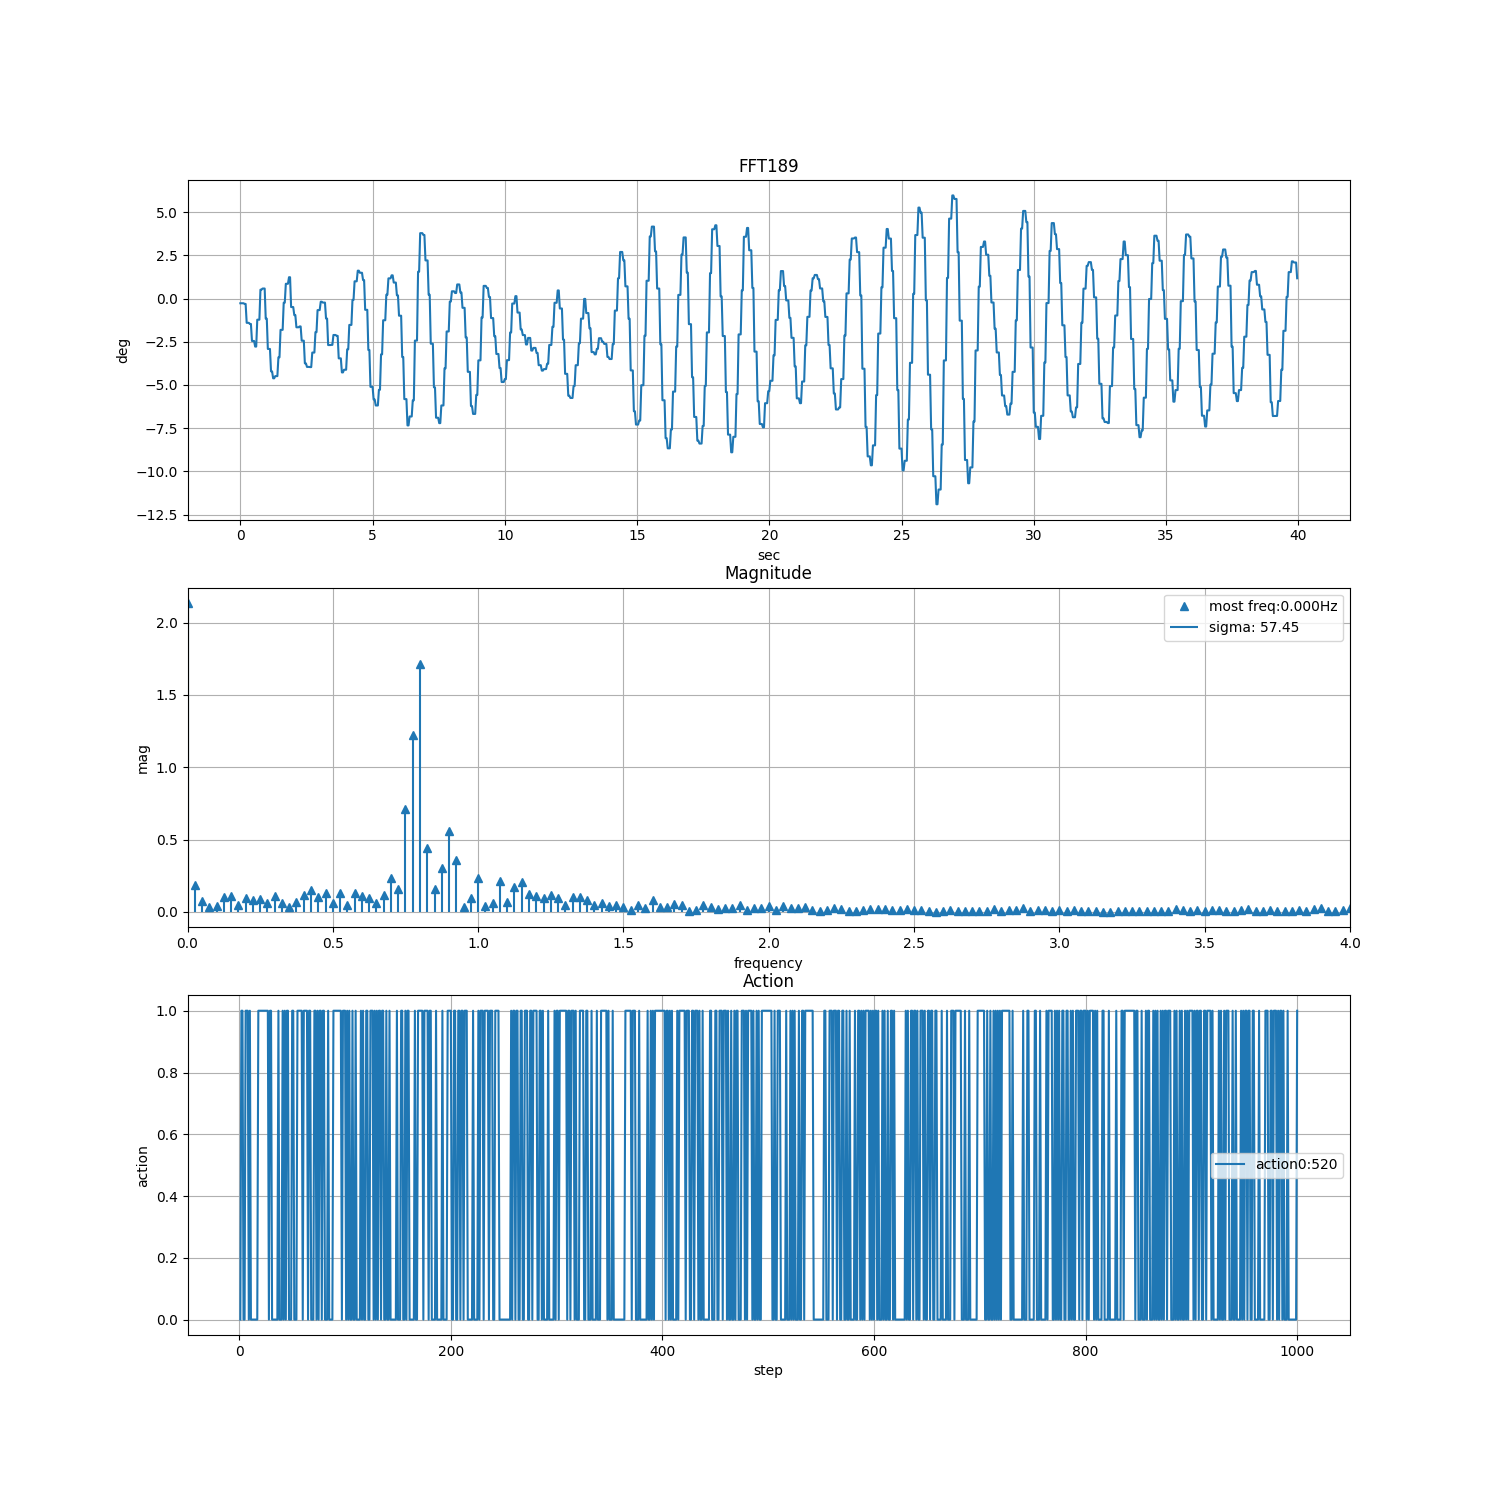 FFT189
5.0
2.5
0.0
−2.5
−5.0
−7.5
−10.0
−12.5
deg
0 5 10 15 20 25 30 35 40
sec
Magnitude
most freq:0.000Hz
sigma: 57.45
2.0
1.5
1.0
0.5
0.0
mag
0.0 0.5 1.0 1.5 2.0 2.5 3.0 3.5 4.0
frequency
Action
1.0
0.8
0.6
0.4
0.2
0.0
action
action0:520
0 200 400 600 800 1000
step